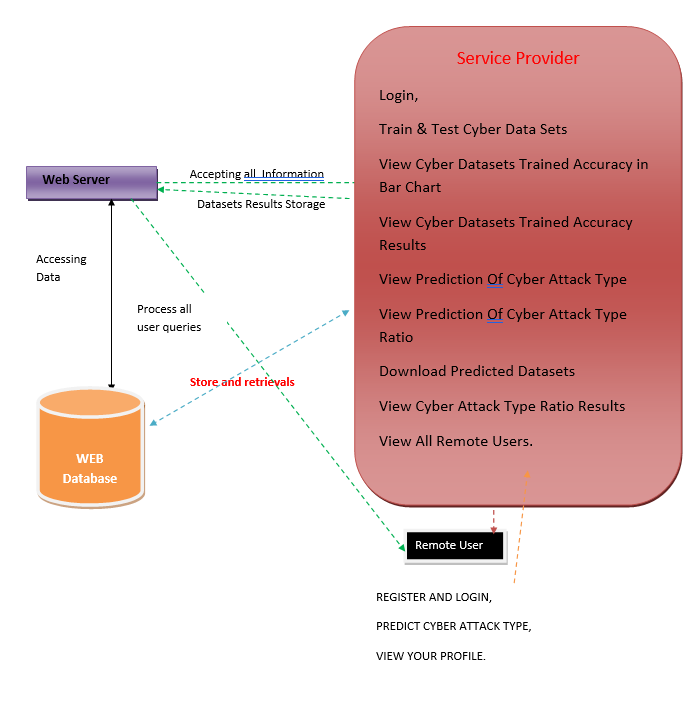 Service Provider
Login,
Train & Test Cyber Data Sets
View Cyber Datasets Trained Accuracy in
Bar Chart
View Cyber Datasets Trained Accuracy
Results
View Prediction Of Cyber Attack Type
View Prediction Of Cyber Attack Type
Ratio
Download Predicted Datasets
View Cyber Attack Type Ratio Results
View All Remote Users.
Web Server
Accepting all Information
Datasets Results Storage
Accessing
Data
Process all
user queries
Store and retrievals
WEB
Database
Remote User
REGISTER AND LOGIN,
PREDICT CYBER ATTACK TYPE,
VIEW YOUR PROFILE.